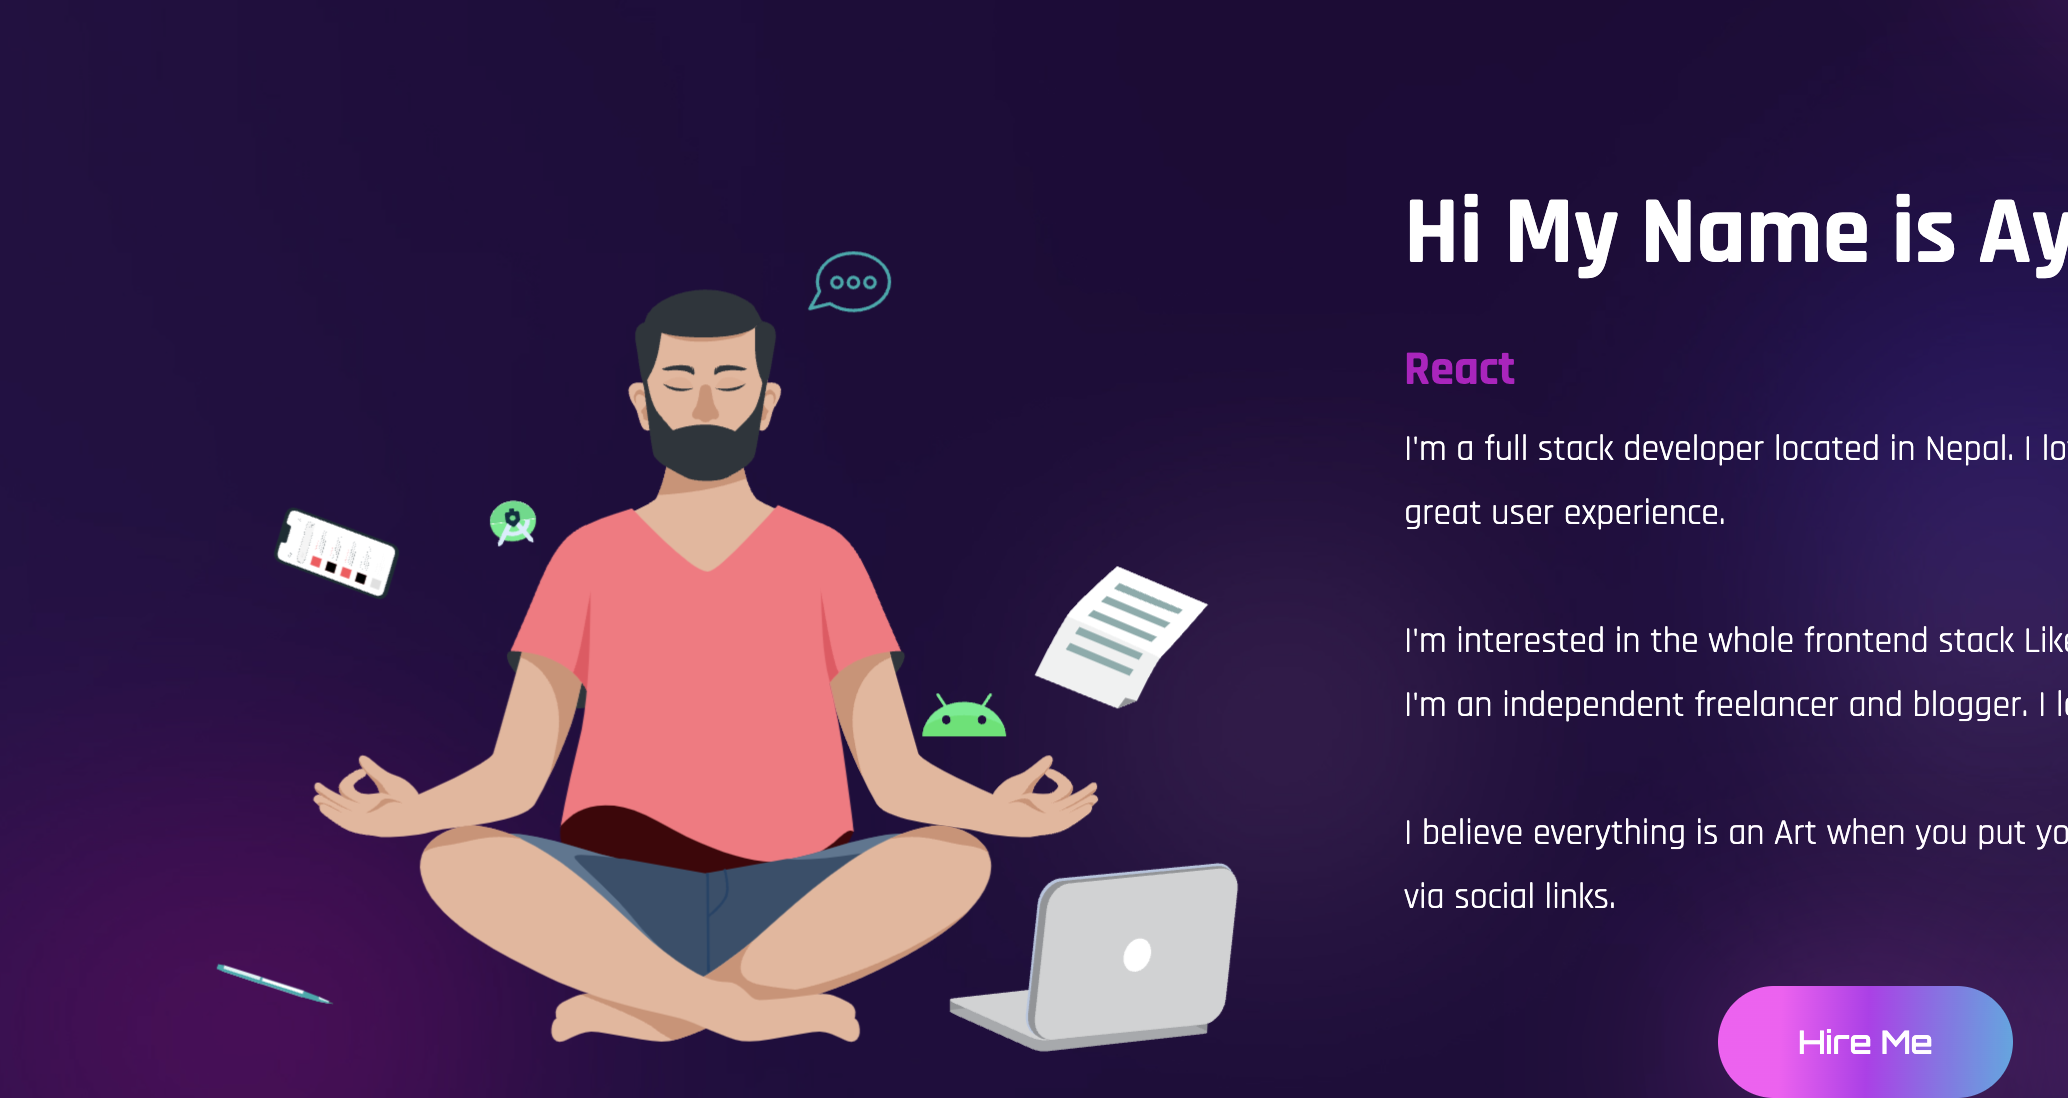 Hi My Name is Ay
React
I'm a full stack developer located in Nepal. I lo
great user experience.
I'm interested in the whole frontend stack Like
I'm an independent freelancer and blogger. I l
I believe everything is an Art when you put yo
via social links.
Hire Me